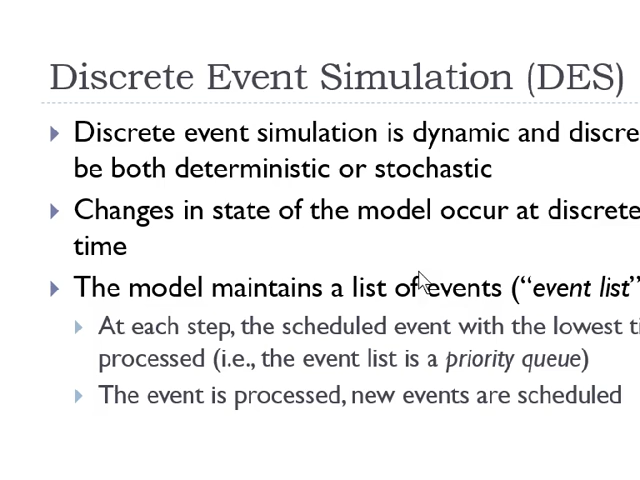 Discrete Event Simulation (DES)
Discrete event simulation is dynamic and discre
be both deterministic or stochastic
Changes in state of the model occur at discrete
time
The model maintains a list of events (“event list”
At each step, the scheduled event with the lowest ti
processed (i.e., the event list is a priority queue)
The event is processed, new events are scheduled